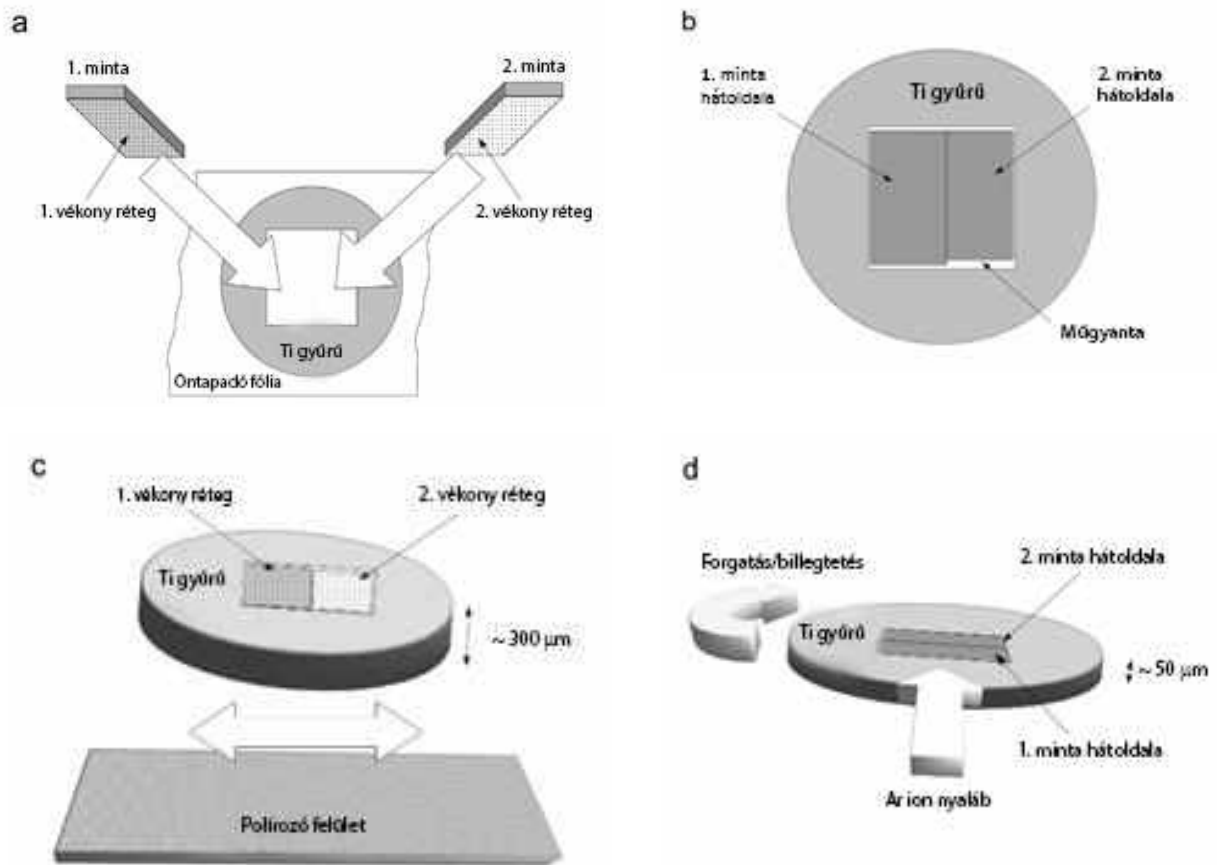 a
1. minta
2. minta
1. vékony réteg
2. vékony réteg
Ti gyűrű
Öntapadó fólia
b
1. minta
hátoldala
Ti gyűrű
2. minta
hátoldala
Műgyanta
c
1. vékony réteg
2. vékony réteg
Ti gyűrű
~ 300 µm
Polírozó felület
d
Forgatás/billegtetés
2. minta hátoldala
Ti gyűrű
~ 50 µm
1. minta hátoldala
Ar ion nyaláb